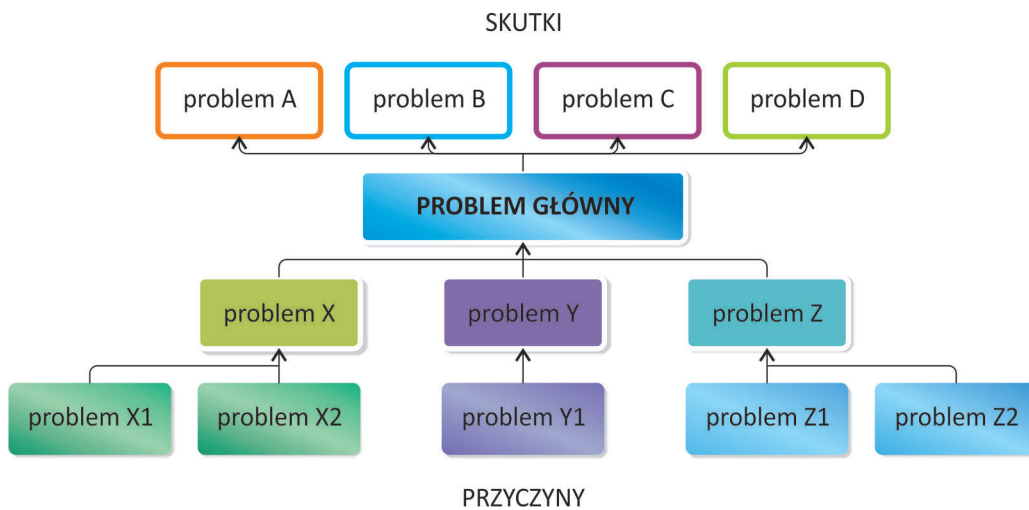 SKUTKI
problem A
problem B
problem C
problem D
PROBLEM GŁÓWNY
problem X
problem Y
problem Z
problem X1
problem X2
problem Y1
problem Z1
problem Z2
PRZYCZYNY